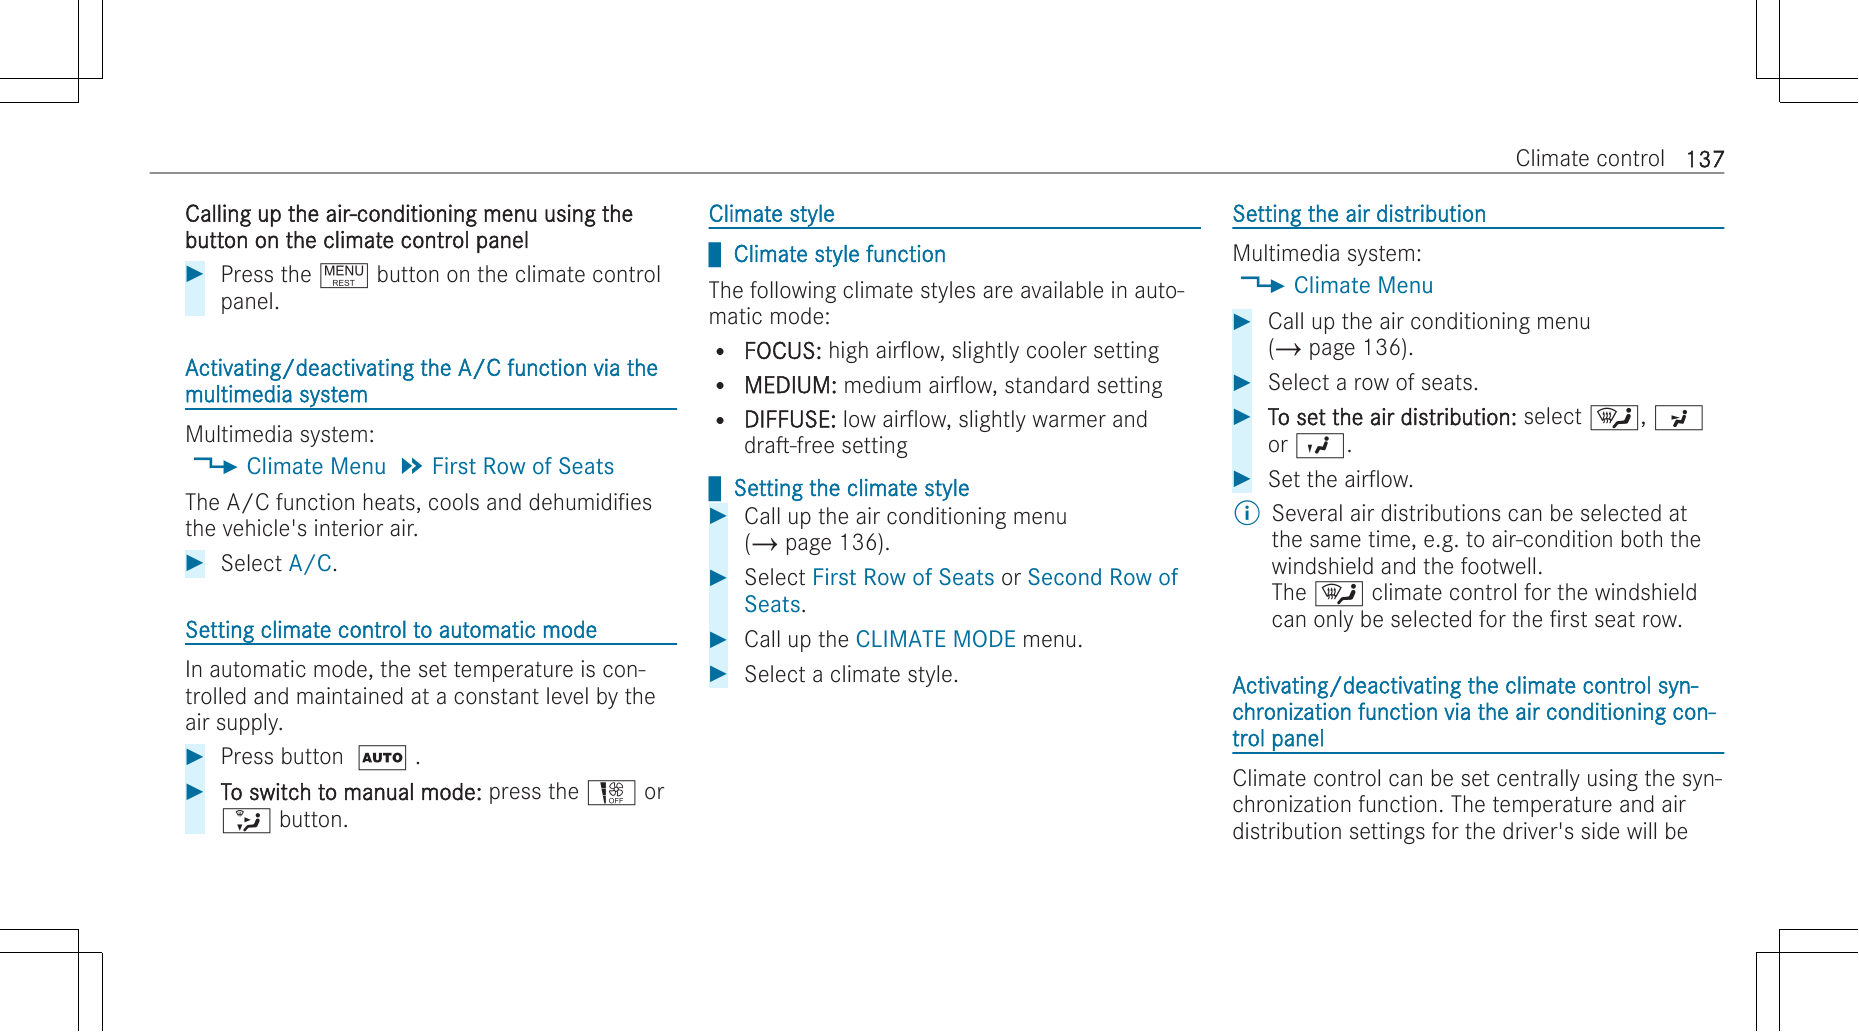 Climate control 137
Calling up the air-conditioning menu using the
button on the climate control panel
Press the MENU REST button on the climate control
panel.
Activating/deactivating the A/C function via the
multimedia system
Multimedia system:
Climate Menu First Row of Seats
The A/C function heats, cools and dehumidifies
the vehicle's interior air.
Select A/C.
Setting climate control to automatic mode
In automatic mode, the set temperature is con-
trolled and maintained at a constant level by the
air supply.
Press button AUTO .
To switch to manual mode: press the OFF or
button.
Climate style
Climate style function
The following climate styles are available in auto-
matic mode:
• FOCUS: high airflow, slightly cooler setting
• MEDIUM: medium airflow, standard setting
• DIFFUSE: low airflow, slightly warmer and
draft-free setting
Setting the climate style
Call up the air conditioning menu
(→ page 136).
Select First Row of Seats or Second Row of
Seats.
Call up the CLIMATE MODE menu.
Select a climate style.
Setting the air distribution
Multimedia system:
Climate Menu
Call up the air conditioning menu
(→ page 136).
Select a row of seats.
To set the air distribution: select ,
or .
Set the airflow.
i Several air distributions can be selected at
the same time, e.g. to air-condition both the
windshield and the footwell.
The climate control for the windshield
can only be selected for the first seat row.
Activating/deactivating the climate control syn-
chronization function via the air conditioning con-
trol panel
Climate control can be set centrally using the syn-
chronization function. The temperature and air
distribution settings for the driver's side will be